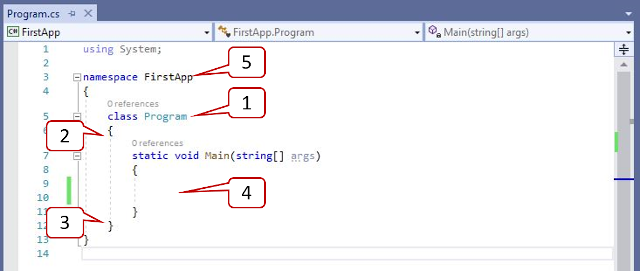 Program.cs
FirstApp FirstApp.Program Main(string[] args)
1 using System;
2
3 namespace FirstApp 5
4 {
0 references
5 class Program 1
6 { 2
0 references
7 static void Main(string[] args)
8 {
9 4
10
11 }
12 } 3
13 }
14